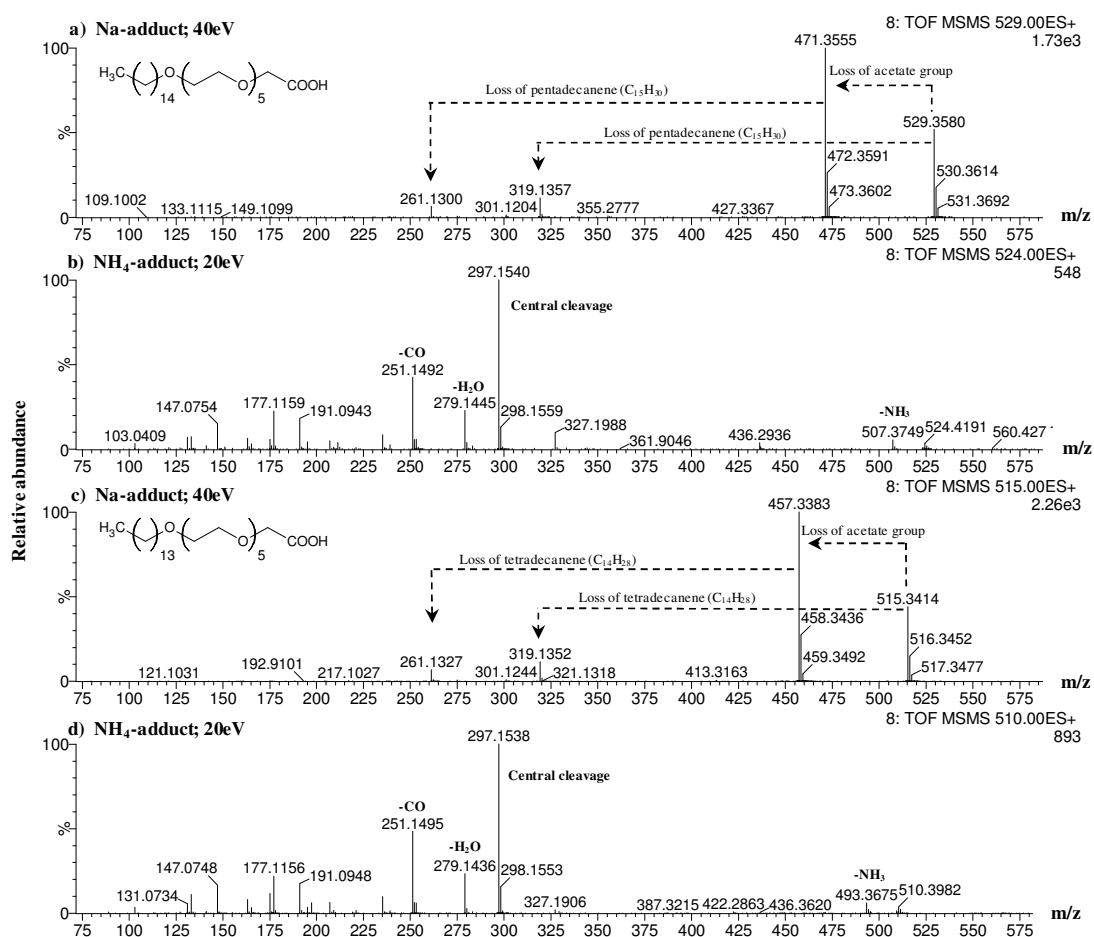 a) Na-adduct; 40eV
8: TOF MSMS 529.00ES+
1.73e3
100
%
0
H₃C O O COOH
14 5
471.3555
Loss of acetate group
Loss of pentadecanene (C₁₅H₃₀)
529.3580
Loss of pentadecanene (C₁₅H₃₀)
472.3591
530.3614
473.3602
531.3692
109.1002
133.1115
149.1099
261.1300
301.1204
319.1357
355.2777
427.3367
75 100 125 150 175 200 225 250 275 300 325 350 375 400 425 450 475 500 525 550 575
m/z
b) NH₄-adduct; 20eV
8: TOF MSMS 524.00ES+
548
100
%
0
297.1540
Central cleavage
-CO
251.1492
-H₂O
279.1445
147.0754
177.1159
191.0943
298.1559
327.1988
103.0409
361.9046
436.2936
-NH₃
507.3749
524.4191
560.427
75 100 125 150 175 200 225 250 275 300 325 350 375 400 425 450 475 500 525 550 575
m/z
Relative abundance
c) Na-adduct; 40eV
8: TOF MSMS 515.00ES+
2.26e3
100
%
0
H₃C O O COOH
13 5
457.3383
Loss of acetate group
Loss of tetradecanene (C₁₄H₂₈)
515.3414
Loss of tetradecanene (C₁₄H₂₈)
458.3436
516.3452
459.3492
517.3477
121.1031
192.9101
217.1027
261.1327
301.1244
319.1352
321.1318
413.3163
75 100 125 150 175 200 225 250 275 300 325 350 375 400 425 450 475 500 525 550 575
m/z
d) NH₄-adduct; 20eV
8: TOF MSMS 510.00ES+
893
100
%
0
297.1538
Central cleavage
-CO
251.1495
-H₂O
279.1436
147.0748
177.1156
191.0948
298.1553
131.0734
327.1906
387.3215
422.2863
436.3620
-NH₃
493.3675
510.3982
75 100 125 150 175 200 225 250 275 300 325 350 375 400 425 450 475 500 525 550 575
m/z